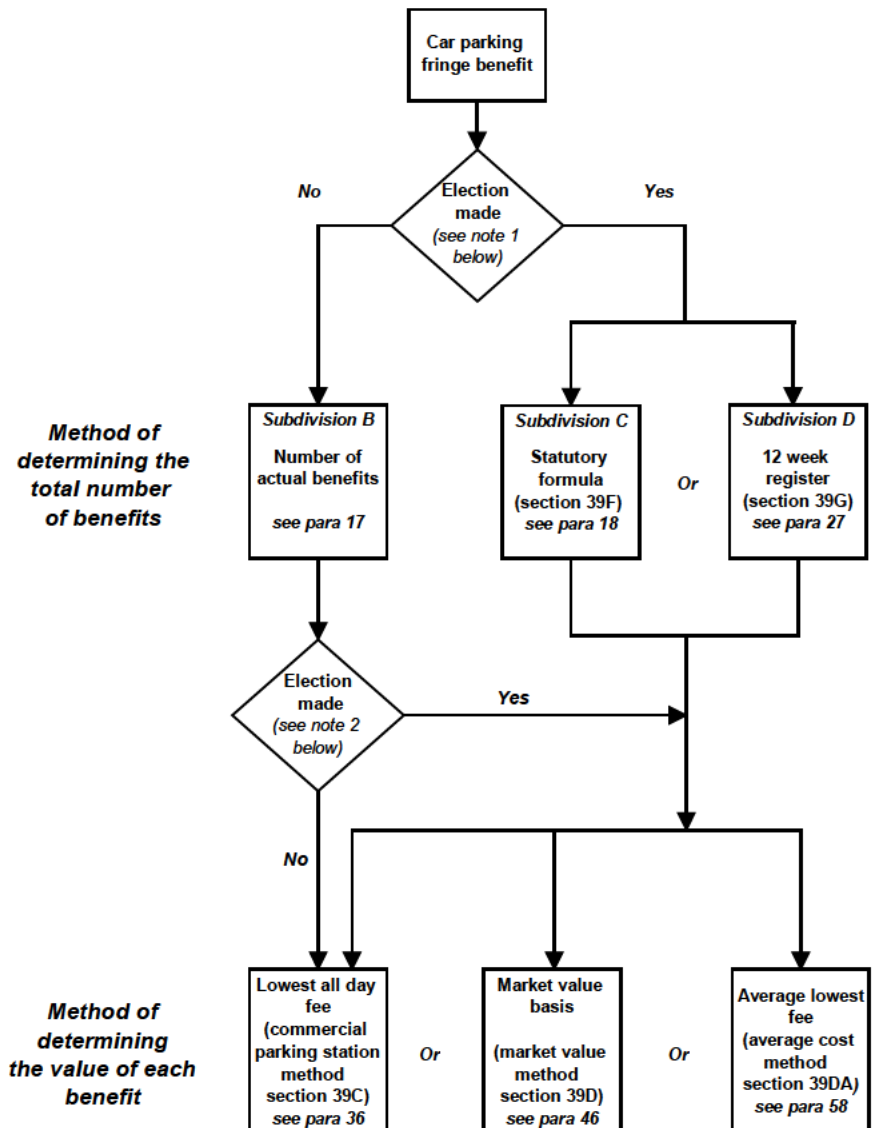 Car parking
fringe benefit
No
Election
made
(see note 1
below)
Yes
Method of
determining the
total number
of benefits
Subdivision B
Number of
actual benefits
see para 17
Subdivision C
Statutory
formula
(section 39F)
see para 18
Or
Subdivision D
12 week
register
(section 39G)
see para 27
Election
made
(see note 2
below)
Yes
No
Method of
determining
the value of each
benefit
Lowest all day
fee
(commercial
parking station
method
section 39C)
see para 36
Or
Market value
basis
(market value
method
section 39D)
see para 46
Or
Average lowest
fee
(average cost
method
section 39DA)
see para 58